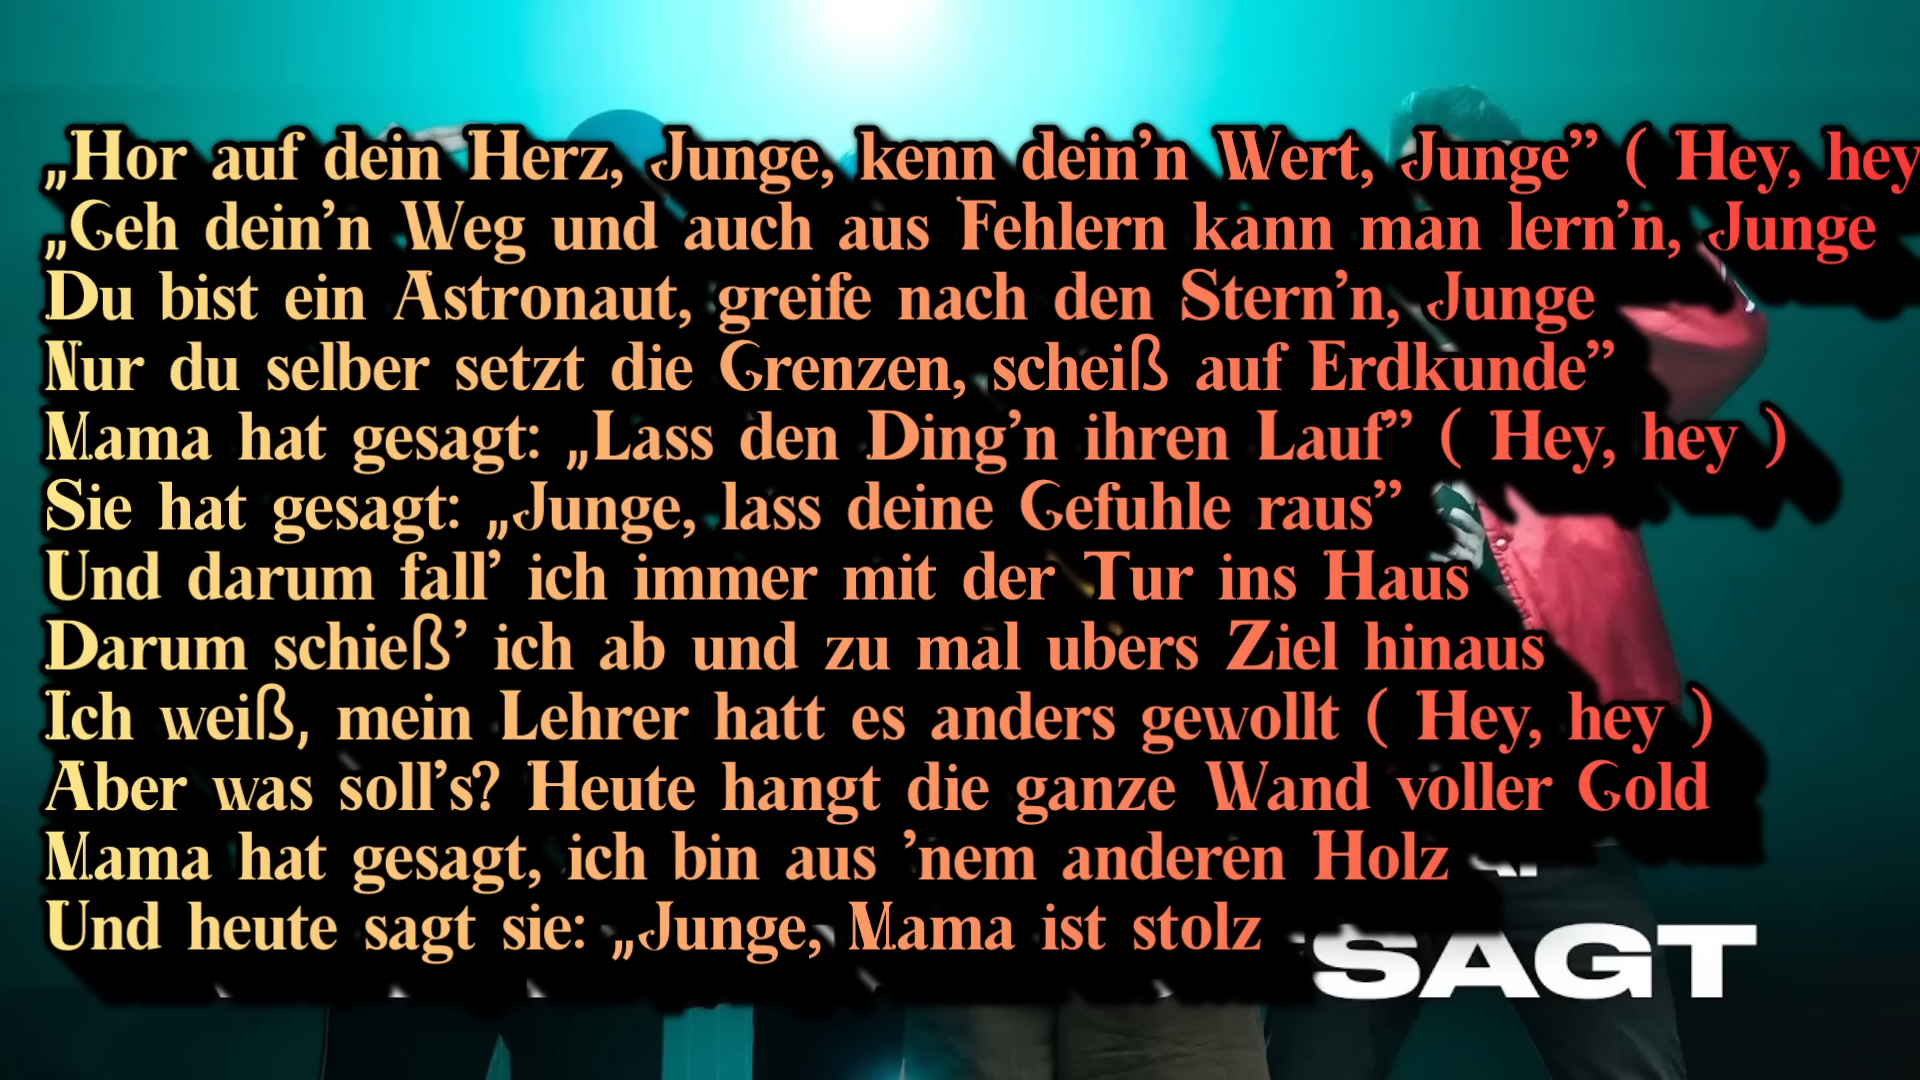 „Hor auf dein Herz, Junge, kenn dein’n Wert, Junge” ( Hey, hey
„Geh dein’n Weg und auch aus Fehlern kann man lern’n, Junge
Du bist ein Astronaut, greife nach den Stern’n, Junge
Nur du selber setzt die Grenzen, scheiß auf Erdkunde”
Mama hat gesagt: „Lass den Ding’n ihren Lauf” ( Hey, hey )
Sie hat gesagt: „Junge, lass deine Gefuhle raus”
Und darum fall’ ich immer mit der Tur ins Haus
Darum schieß’ ich ab und zu mal ubers Ziel hinaus
Ich weiß, mein Lehrer hatt es anders gewollt ( Hey, hey )
Aber was soll’s? Heute hangt die ganze Wand voller Gold
Mama hat gesagt, ich bin aus ’nem anderen Holz
Und heute sagt sie: „Junge, Mama ist stolz
SAGT